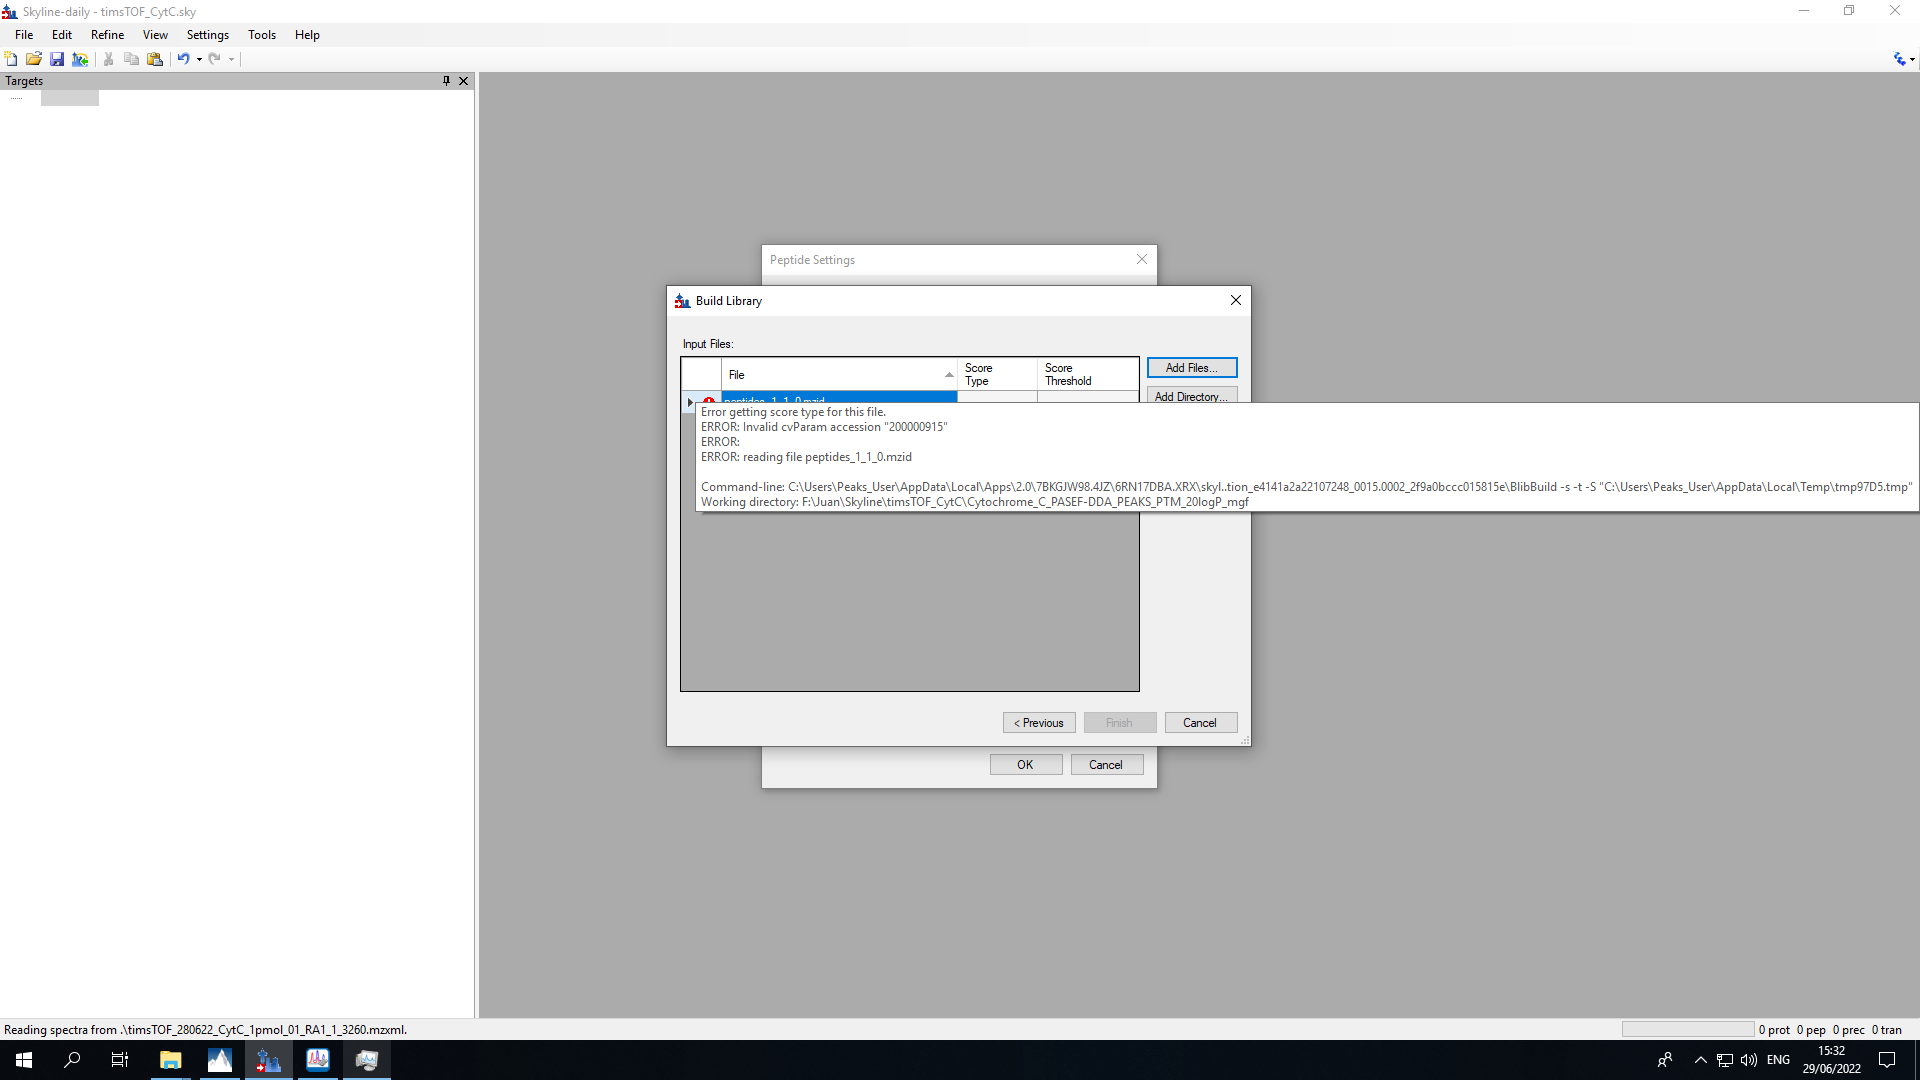 Skyline-daily - timsTOF_CytC.sky
File Edit Refine View Settings Tools Help
Targets
Peptide Settings
Build Library
Input Files:
File
Score Type
Score Threshold
Add Files...
peptides_1_1_0.mzid
Add Directory...
Error getting score type for this file.
ERROR: Invalid cvParam accession "200000915"
ERROR:
ERROR: reading file peptides_1_1_0.mzid
Command-line: C:\Users\Peaks_User\AppData\Local\Apps\2.0\7BKGJW98.4JZ\6RN17DBA.XRX\skyl..tion_e4141a2a22107248_0015.0002_2f9a0bccc015815e\BlibBuild -s -t -S "C:\Users\Peaks_User\AppData\Local\Temp\tmp97D5.tmp"
Working directory: F:\Juan\Skyline\timsTOF_CytC\Cytochrome_C_PASEF-DDA_PEAKS_PTM_20logP_mgf
< Previous Finish Cancel
OK Cancel
Reading spectra from .\timsTOF_280622_CytC_1pmol_01_RA1_1_3260.mzxml.
0 prot 0 pep 0 prec 0 tran
ENG
15:32
29/06/2022